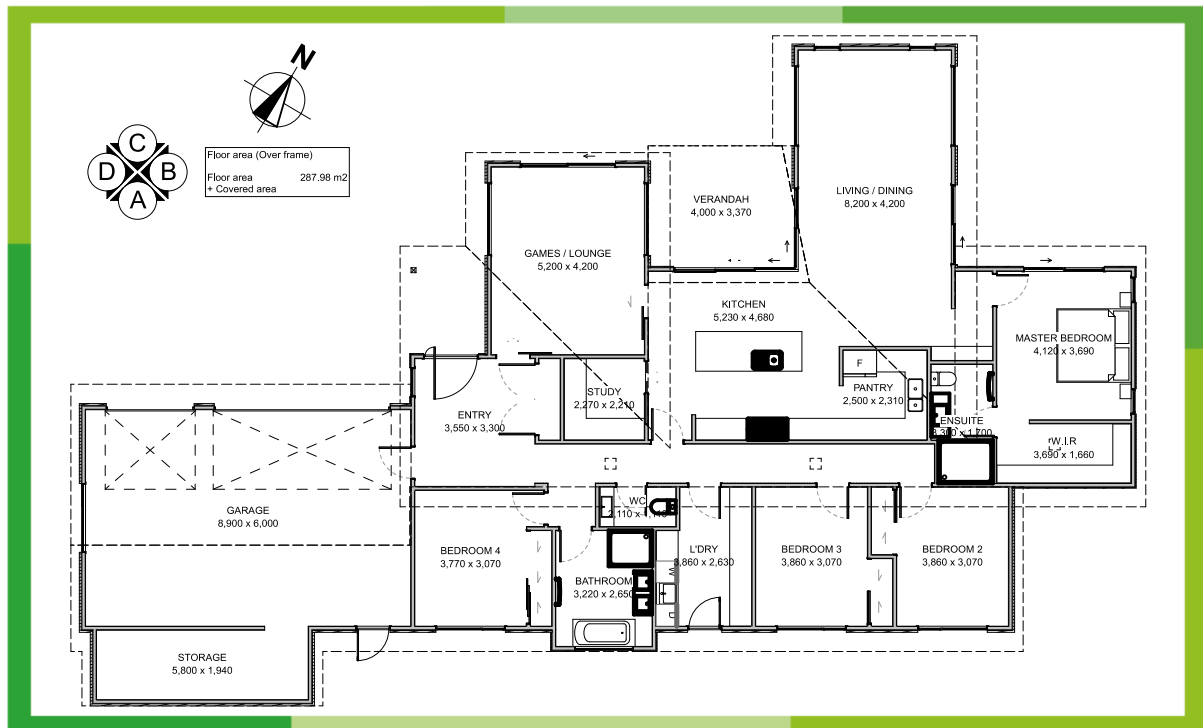 N
C
D B
A
Floor area (Over frame)
Floor area 287.98 m2
+ Covered area
LIVING / DINING
8,200 x 4,200
VERANDAH
4,000 x 3,370
GAMES / LOUNGE
5,200 x 4,200
KITCHEN
5,230 x 4,680
MASTER BEDROOM
4,120 x 3,690
F
PANTRY
2,500 x 2,310
STUDY
2,270 x 2,210
ENTRY
3,550 x 3,300
ENSUITE
3,300 x 1,700
W.I.R
3,690 x 1,660
GARAGE
8,900 x 6,000
WC
BEDROOM 4
3,770 x 3,070
BATHROOM
3,220 x 2,650
L'DRY
3,860 x 2,630
BEDROOM 3
3,860 x 3,070
BEDROOM 2
3,860 x 3,070
STORAGE
5,800 x 1,940